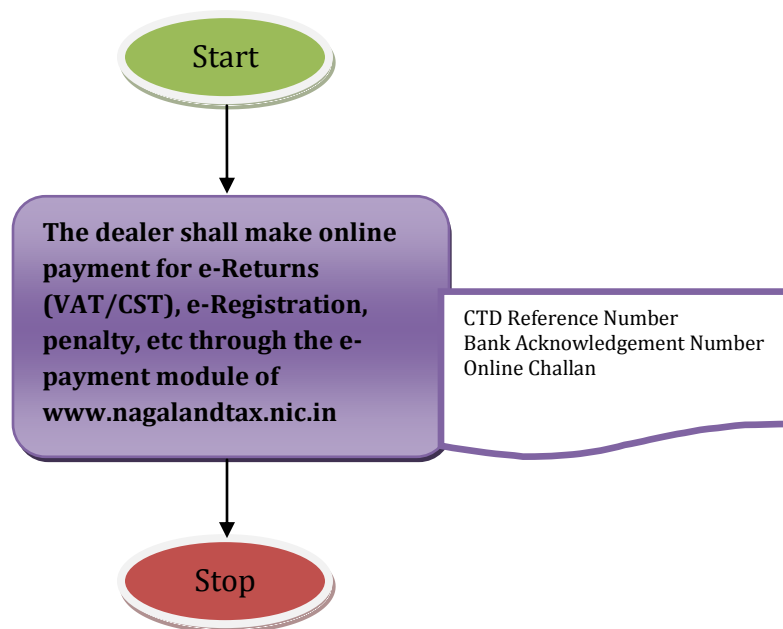 Start
The dealer shall make online
payment for e-Returns
(VAT/CST), e-Registration,
penalty, etc through the e-
payment module of
www.nagalandtax.nic.in
CTD Reference Number
Bank Acknowledgement Number
Online Challan
Stop